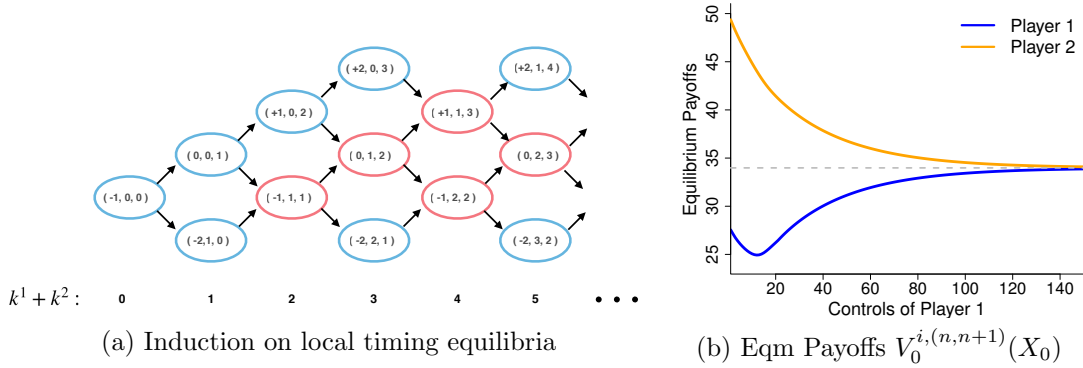 (+2, 0, 3)
(+2, 1, 4)
(+1, 0, 2)
(+1, 1, 3)
(0, 0, 1)
(0, 1, 2)
(0, 2, 3)
(-1, 0, 0)
(-1, 1, 1)
(-1, 2, 2)
(-2,1, 0)
(-2, 2, 1)
(-2, 3, 2)
k¹ + k² : 0 1 2 3 4 5 • • •
(a) Induction on local timing equilibria
Player 1
Player 2
Equilibrium Payoffs
50
45
40
35
30
25
20 40 60 80 100 120 140
Controls of Player 1
(b) Eqm Payoffs V₀^{i,(n,n+1)}(X₀)